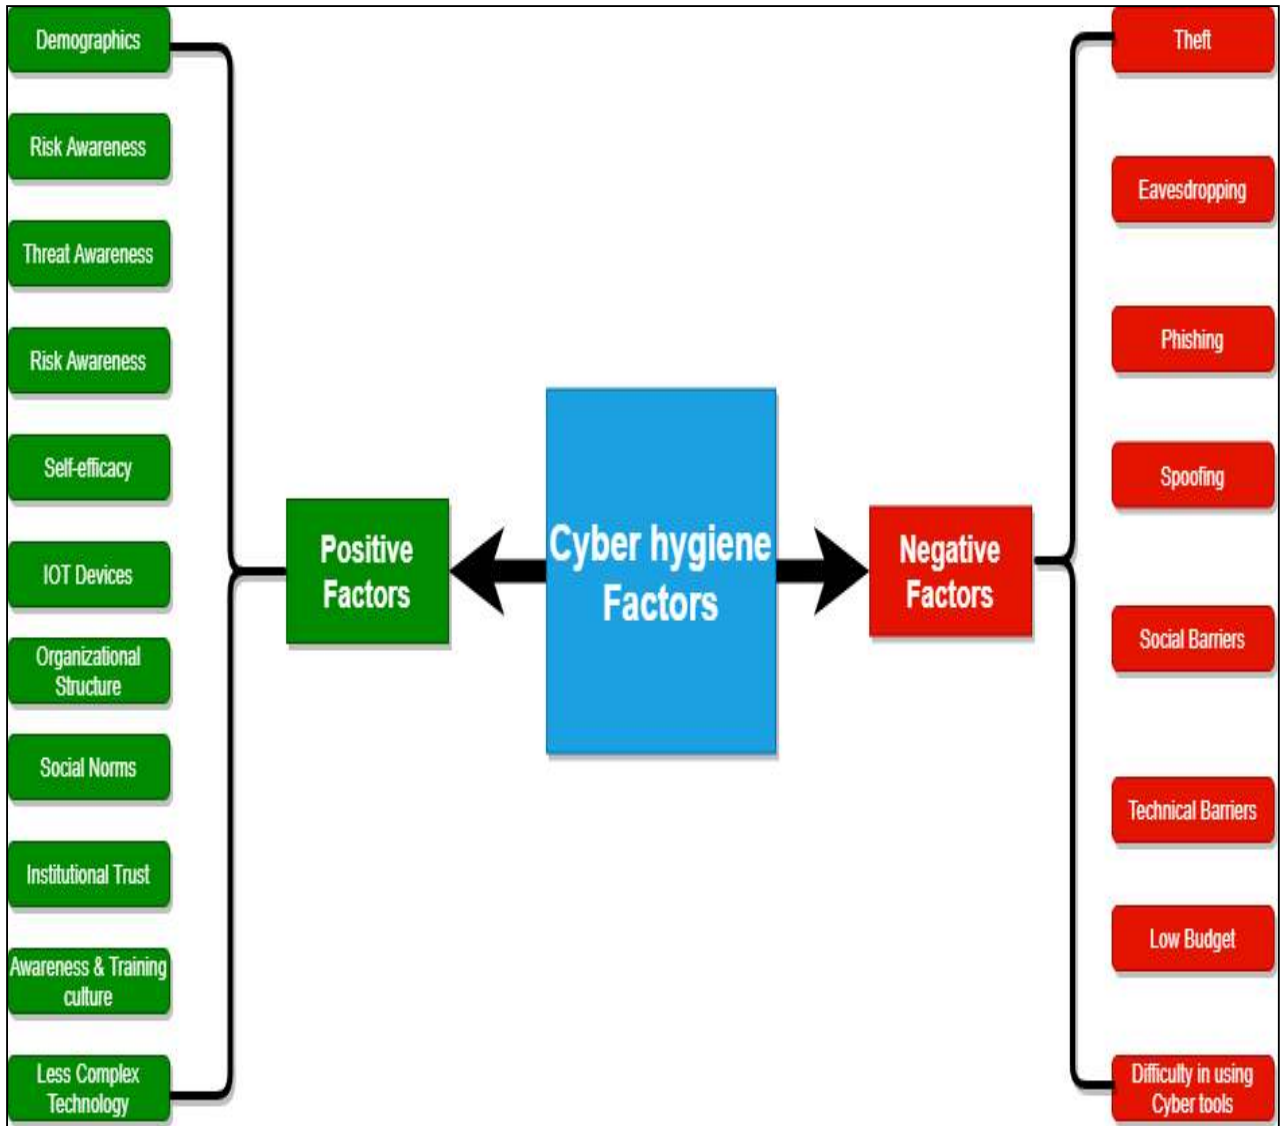 Demographics
Risk Awareness
Threat Awareness
Risk Awareness
Self-efficacy
IOT Devices
Organizational
Structure
Social Norms
Institutional Trust
Awareness & Training
culture
Less Complex
Technology
Positive
Factors
Cyber hygiene
Factors
Negative
Factors
Theft
Eavesdropping
Phishing
Spoofing
Social Barriers
Technical Barriers
Low Budget
Difficulty in using
Cyber tools